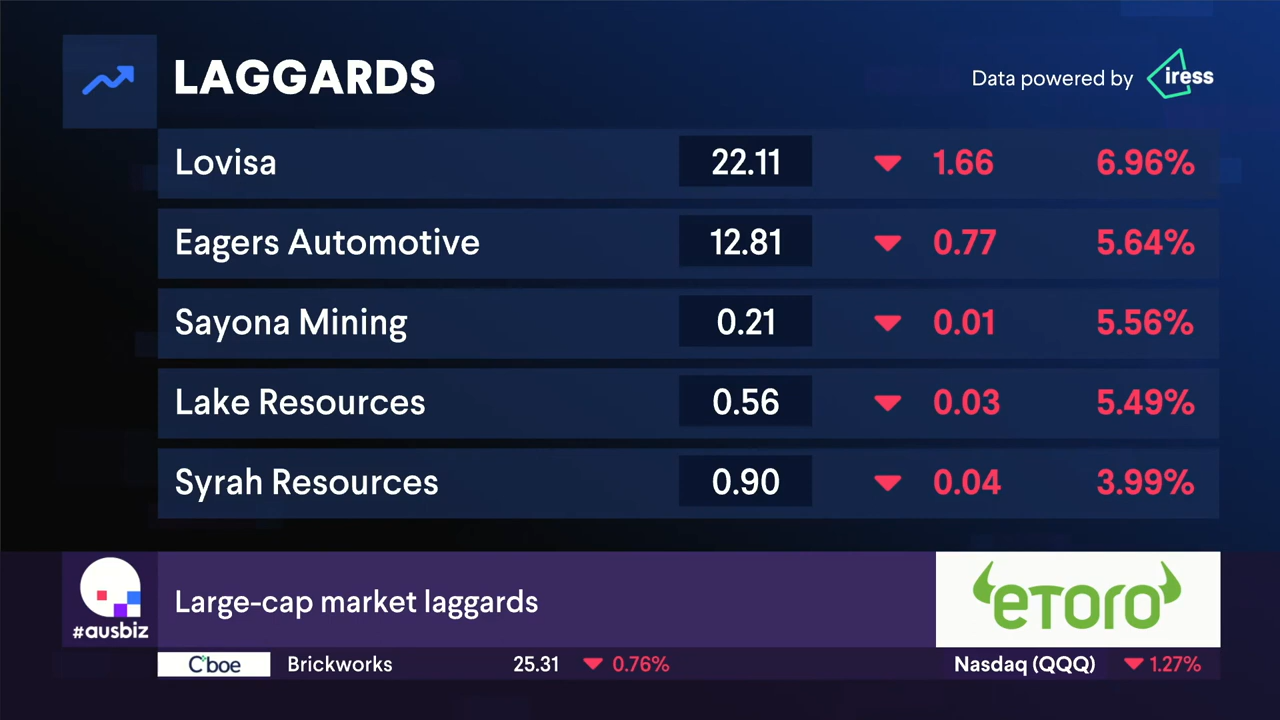 LAGGARDS
Data powered by iress
Lovisa 22.11 ▼ 1.66 6.96%
Eagers Automotive 12.81 ▼ 0.77 5.64%
Sayona Mining 0.21 ▼ 0.01 5.56%
Lake Resources 0.56 ▼ 0.03 5.49%
Syrah Resources 0.90 ▼ 0.04 3.99%
#ausbiz
Large-cap market laggards
eToro
Cboe Brickworks 25.31 ▼ 0.76% Nasdaq (QQQ) ▼ 1.27%